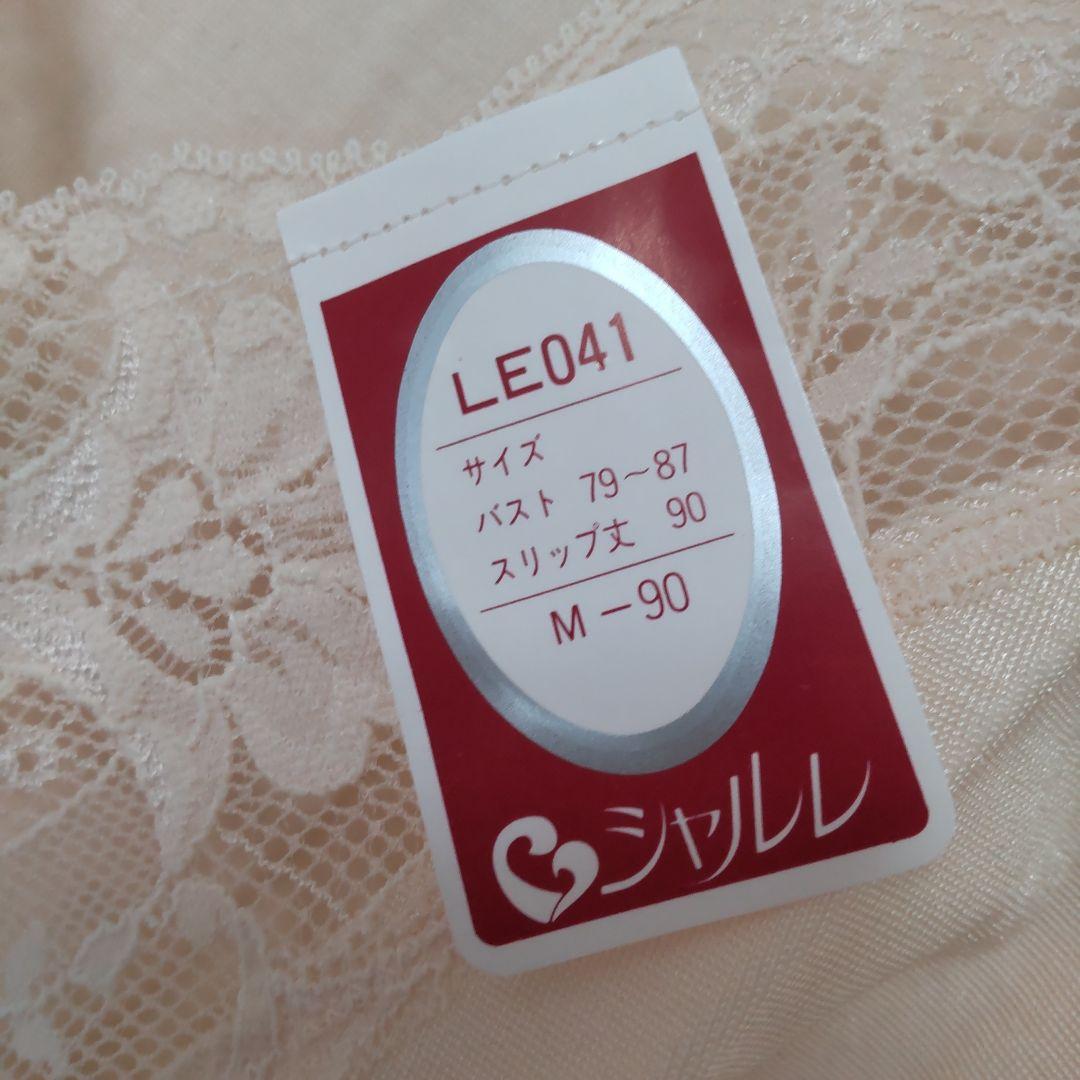 LE041
サイズ
バスト 79～87
スリップ丈 90
M－90
シャルレ